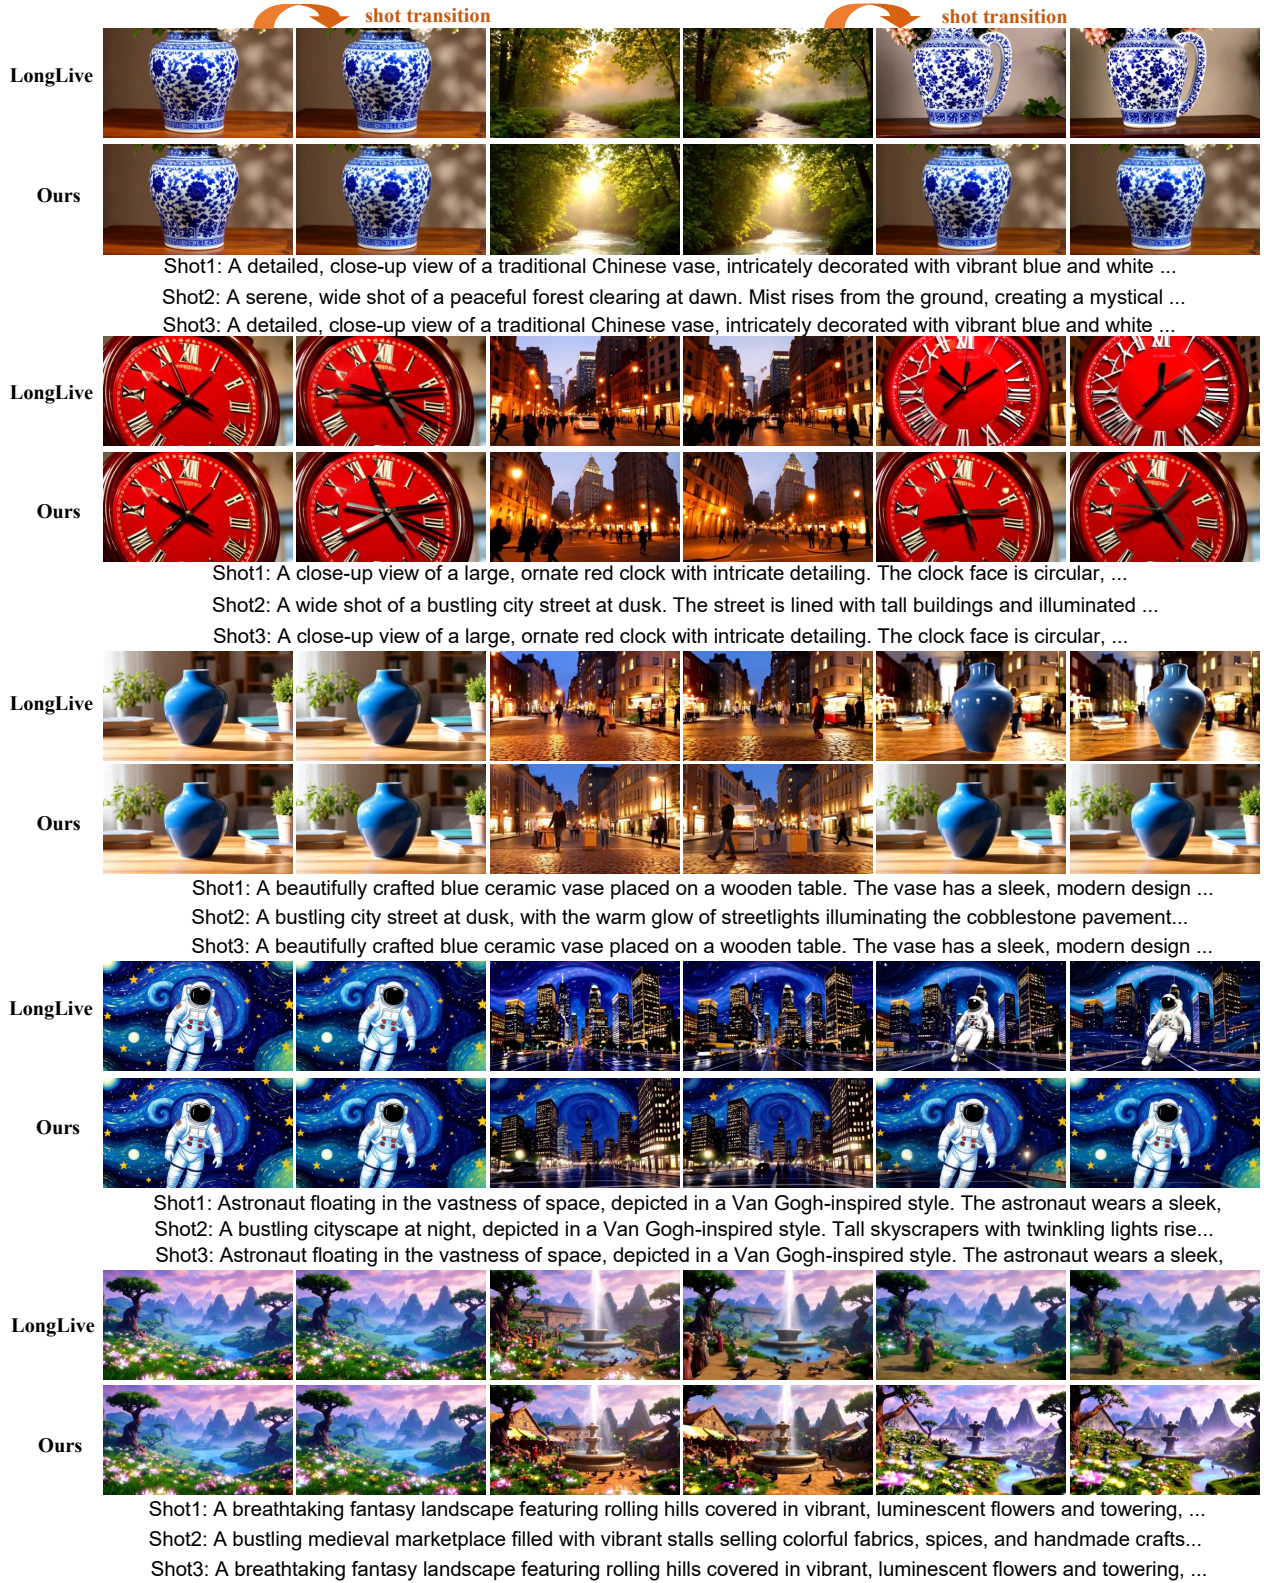 shot transition
shot transition
LongLive
Ours
Shot1: A detailed, close-up view of a traditional Chinese vase, intricately decorated with vibrant blue and white ...
Shot2: A serene, wide shot of a peaceful forest clearing at dawn. Mist rises from the ground, creating a mystical ...
Shot3: A detailed, close-up view of a traditional Chinese vase, intricately decorated with vibrant blue and white ...
LongLive
Ours
Shot1: A close-up view of a large, ornate red clock with intricate detailing. The clock face is circular, ...
Shot2: A wide shot of a bustling city street at dusk. The street is lined with tall buildings and illuminated ...
Shot3: A close-up view of a large, ornate red clock with intricate detailing. The clock face is circular, ...
LongLive
Ours
Shot1: A beautifully crafted blue ceramic vase placed on a wooden table. The vase has a sleek, modern design ...
Shot2: A bustling city street at dusk, with the warm glow of streetlights illuminating the cobblestone pavement...
Shot3: A beautifully crafted blue ceramic vase placed on a wooden table. The vase has a sleek, modern design ...
LongLive
Ours
Shot1: Astronaut floating in the vastness of space, depicted in a Van Gogh-inspired style. The astronaut wears a sleek,
Shot2: A bustling cityscape at night, depicted in a Van Gogh-inspired style. Tall skyscrapers with twinkling lights rise...
Shot3: Astronaut floating in the vastness of space, depicted in a Van Gogh-inspired style. The astronaut wears a sleek,
LongLive
Ours
Shot1: A breathtaking fantasy landscape featuring rolling hills covered in vibrant, luminescent flowers and towering, ...
Shot2: A bustling medieval marketplace filled with vibrant stalls selling colorful fabrics, spices, and handmade crafts...
Shot3: A breathtaking fantasy landscape featuring rolling hills covered in vibrant, luminescent flowers and towering, ...